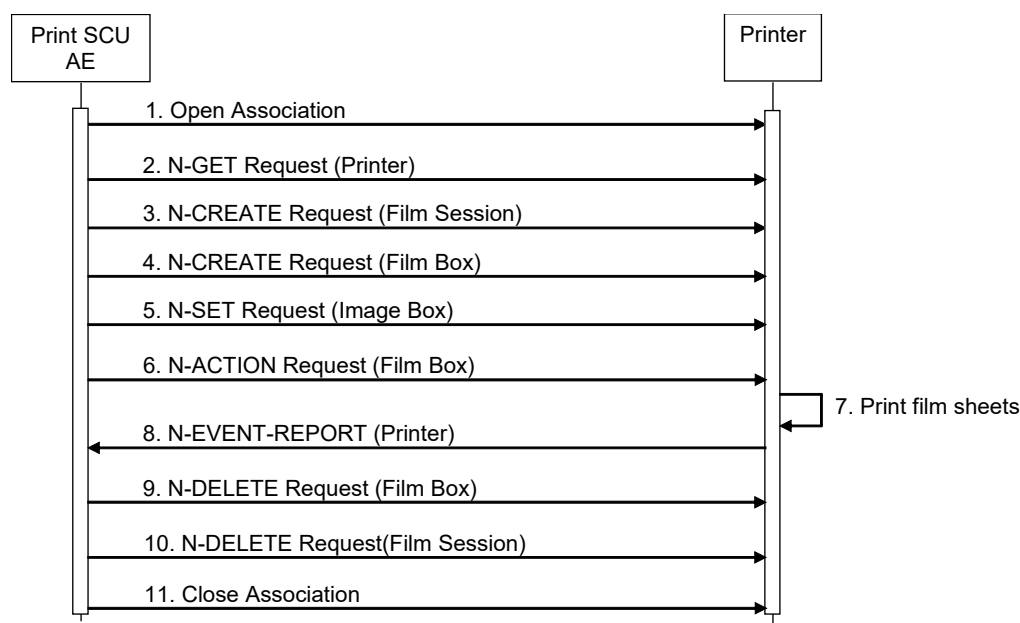 Print SCU
AE
Printer
1. Open Association
2. N-GET Request (Printer)
3. N-CREATE Request (Film Session)
4. N-CREATE Request (Film Box)
5. N-SET Request (Image Box)
6. N-ACTION Request (Film Box)
7. Print film sheets
8. N-EVENT-REPORT (Printer)
9. N-DELETE Request (Film Box)
10. N-DELETE Request(Film Session)
11. Close Association